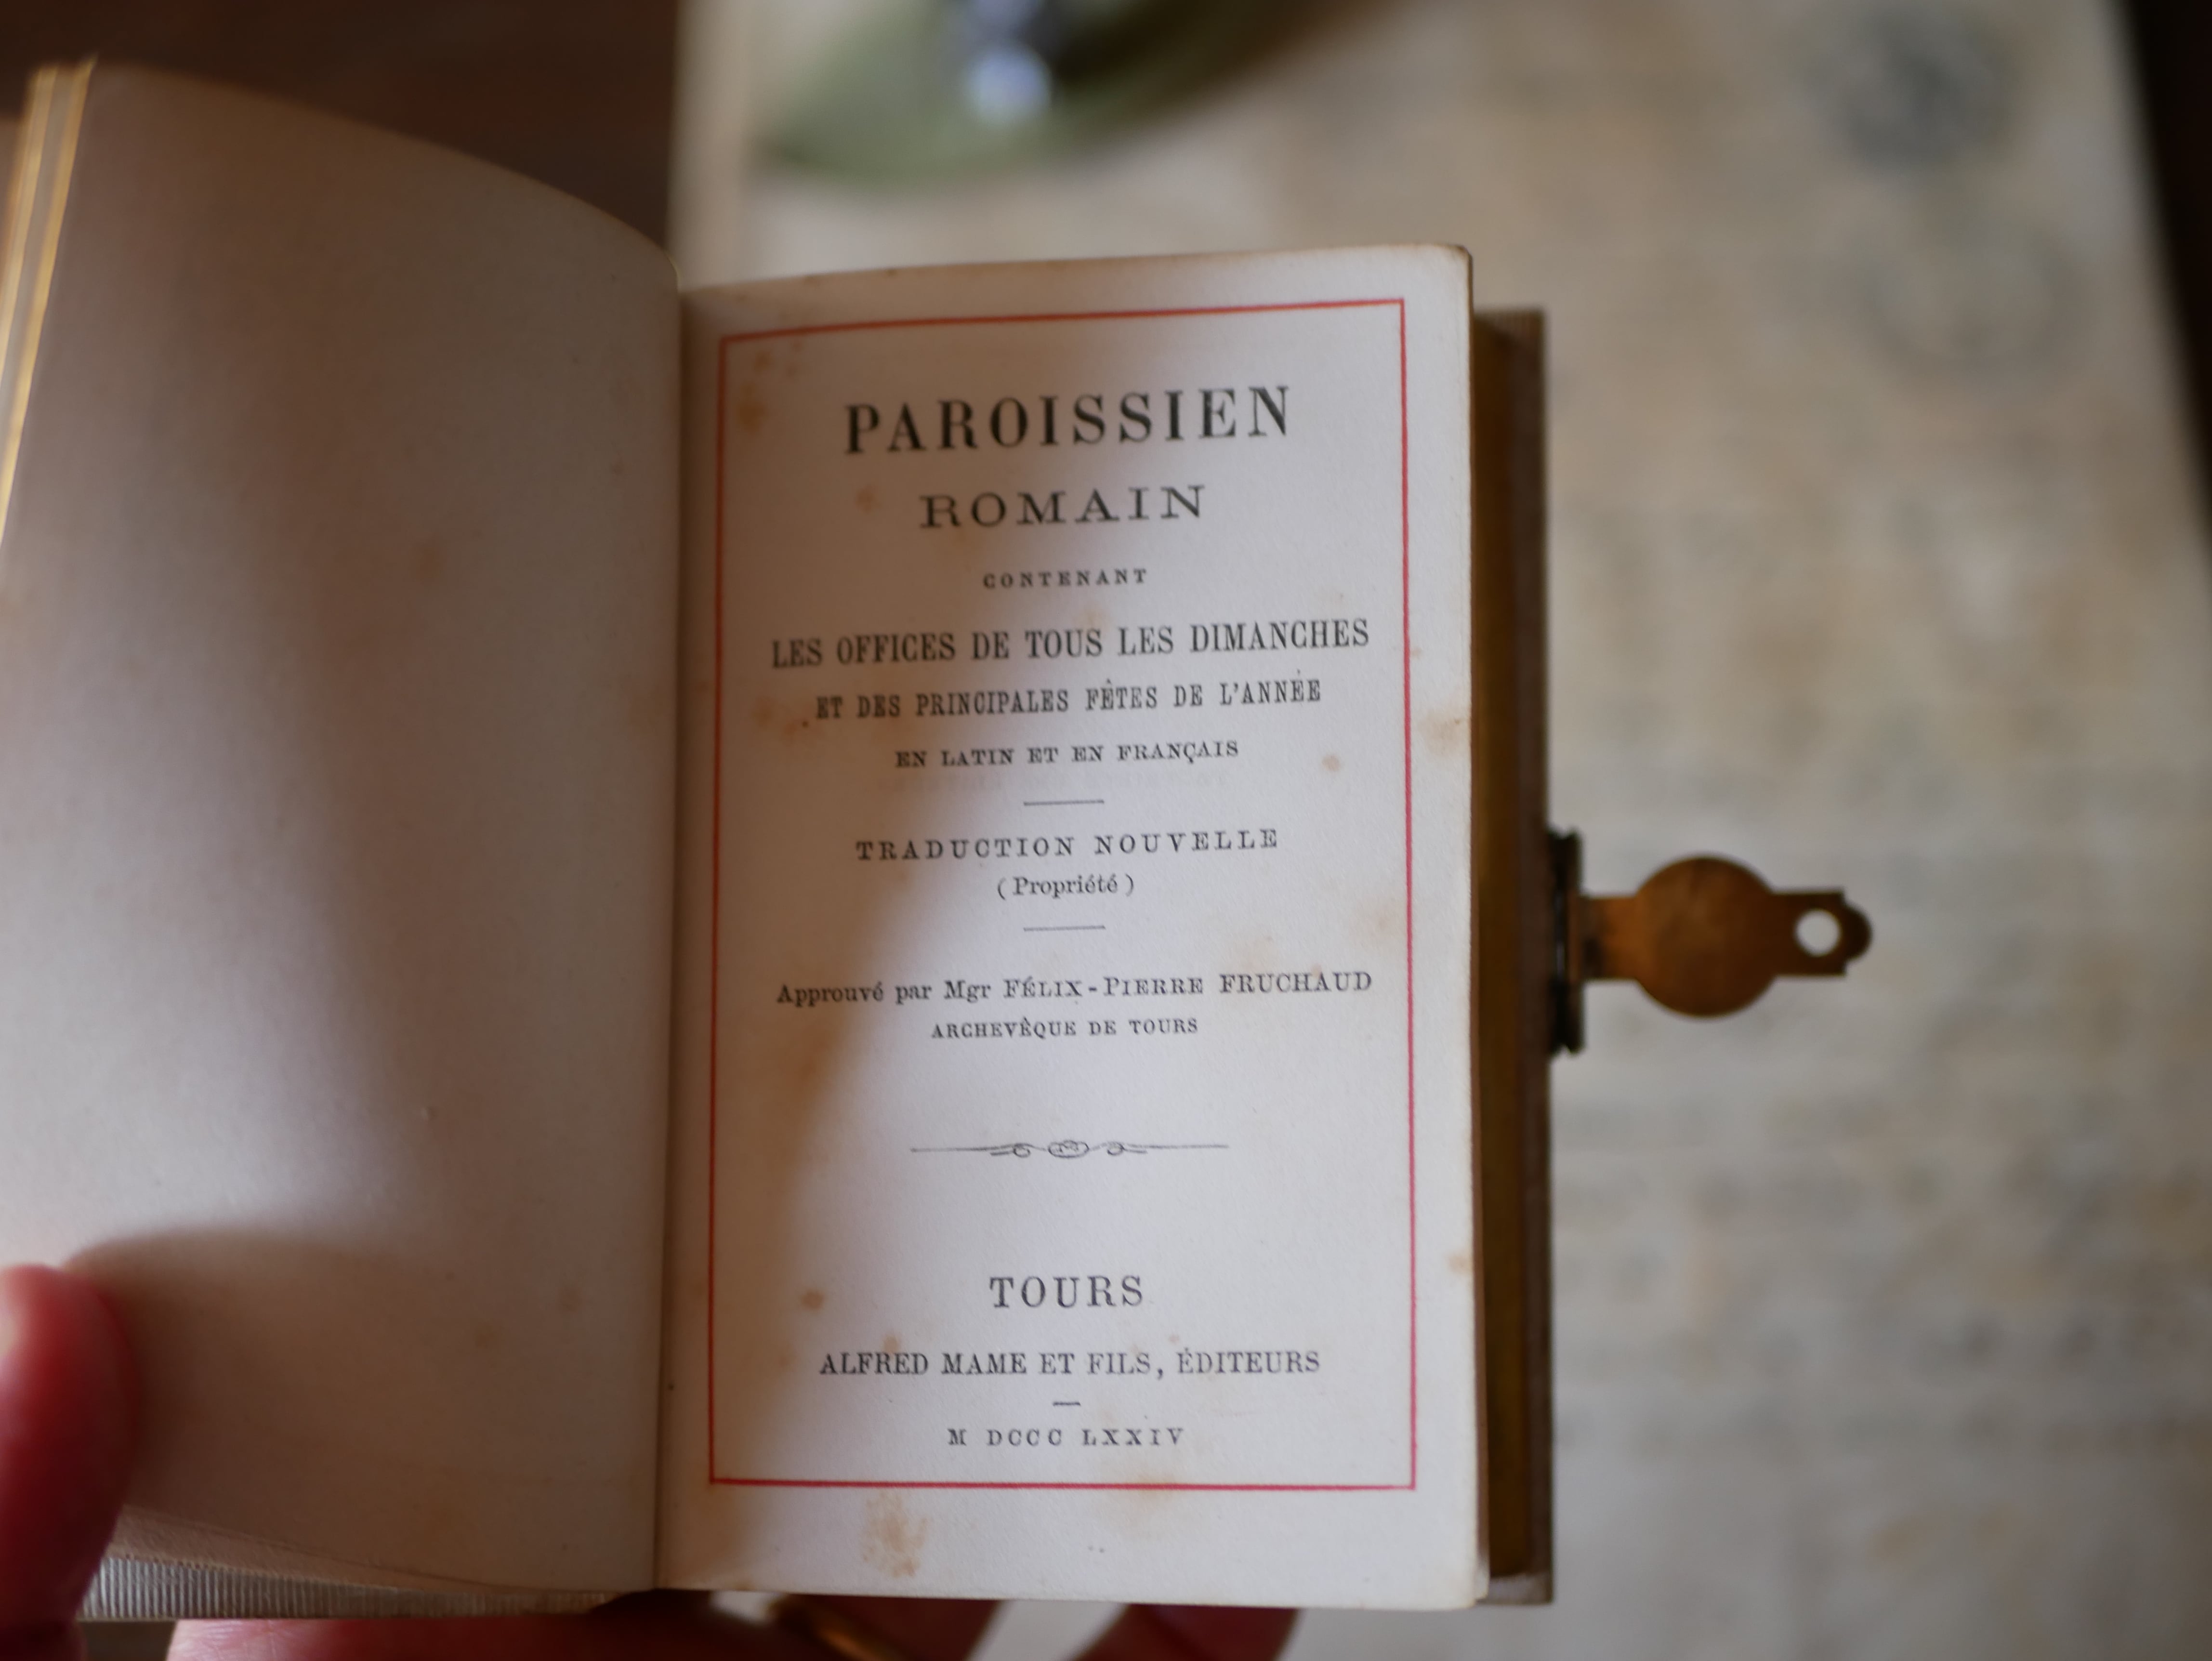 PAROISSIEN
ROMAIN
CONTENANT
LES OFFICES DE TOUS LES DIMANCHES
ET DES PRINCIPALES FÊTES DE L'ANNÉE
EN LATIN ET EN FRANÇAIS
TRADUCTION NOUVELLE
(Propriété)
Approuvé par Mgr FÉLIX-PIERRE FRUCHAUD
ARCHEVÊQUE DE TOURS
TOURS
ALFRED MAME ET FILS, ÉDITEURS
M DCCC LXXIV